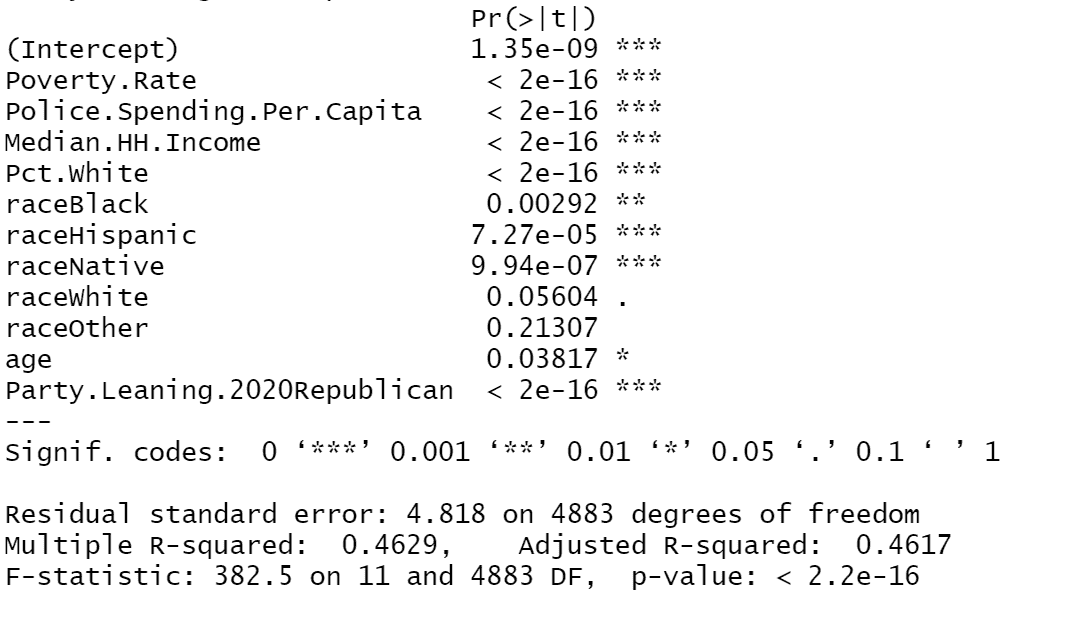 Pr(>|t|)
(Intercept) 1.35e-09 ***
Poverty.Rate < 2e-16 ***
Police.Spending.Per.Capita < 2e-16 ***
Median.HH.Income < 2e-16 ***
Pct.White < 2e-16 ***
raceBlack 0.00292 **
raceHispanic 7.27e-05 ***
raceNative 9.94e-07 ***
raceWhite 0.05604 .
raceOther 0.21307
age 0.03817 *
Party.Leaning.2020Republican < 2e-16 ***
---
Signif. codes: 0 ‘***’ 0.001 ‘**’ 0.01 ‘*’ 0.05 ‘.’ 0.1 ‘ ’ 1
Residual standard error: 4.818 on 4883 degrees of freedom
Multiple R-squared: 0.4629, Adjusted R-squared: 0.4617
F-statistic: 382.5 on 11 and 4883 DF, p-value: < 2.2e-16